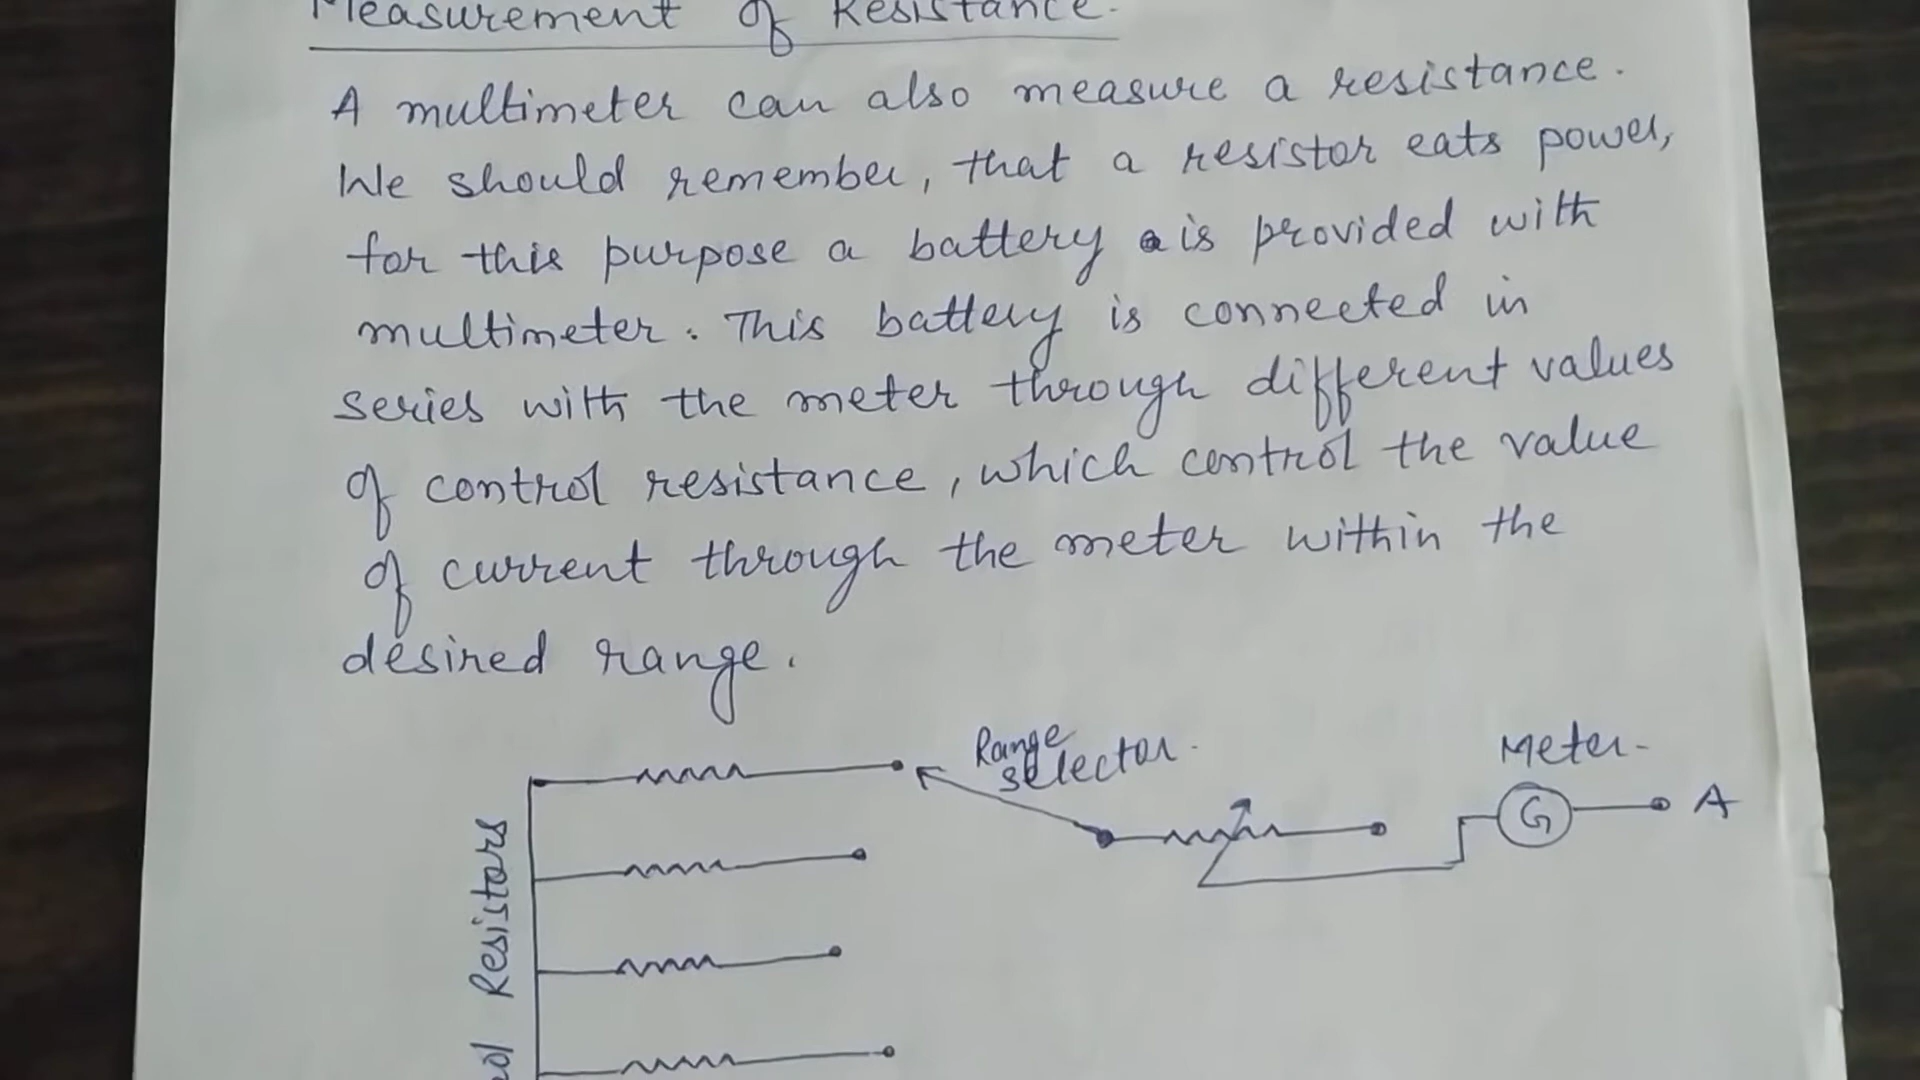 Measurement of Resistance.
A multimeter can also measure a resistance.
We should remember, that a resistor eats power,
for this purpose a battery is provided with
multimeter. This battery is connected in
series with the meter through different values
of control resistance, which control the value
of current through the meter within the
desired range.
Range
selector.
Meter.
G
A
Resistors